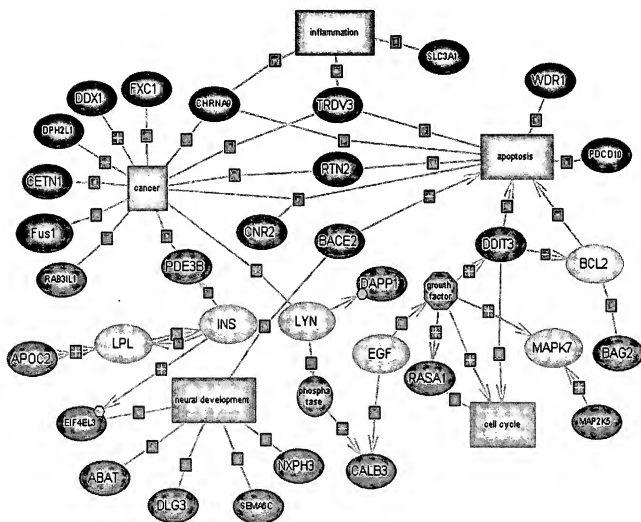 inflammation
SLC3A1
FXC1
DDX1
CHRNA9
TRDV3
WDR1
DPH2L1
apoptosis
PDCD10
CETN1
cancer
RTN2
Fus1
CNR2
BACE2
DDIT3
RAB3IL1
PDE3B
BCL2
DAPP1
growth
factor
INS
LYN
LPL
EGF
MAPK7
APOC2
BAG2
RASA1
neural development
phospha
tase
EIF4EL3
cell cycle
MAP2K5
NXPH3
ABAT
CALB3
DLG3
SEMA6C